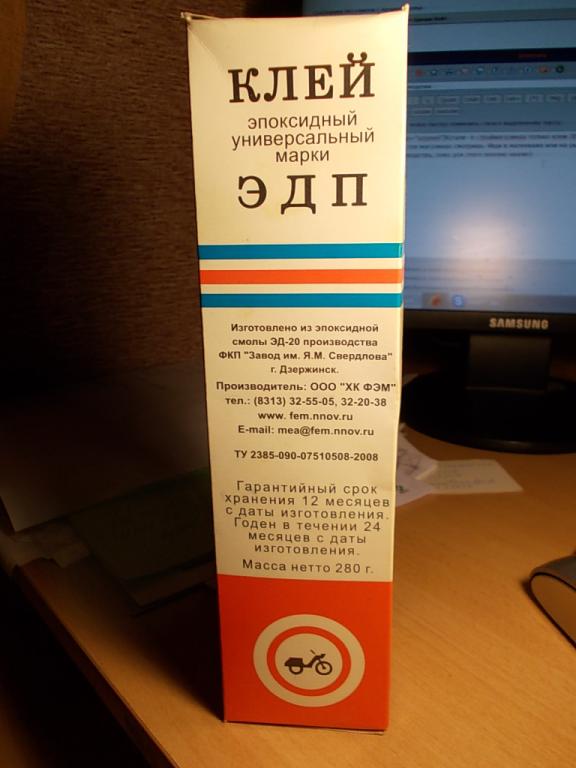 КЛЕЙ
эпоксидный
универсальный
марки
ЭДП
Изготовлено из эпоксидной
смолы ЭД-20 производства
ФКП "Завод им. Я.М. Свердлова"
г. Дзержинск.
Производитель: ООО "ХК ФЭМ"
тел.: (8313) 32-55-05, 32-20-38
www. fem.nnov.ru
E-mail: mea@fem.nnov.ru
ТУ 2385-090-07510508-2008
Гарантийный срок
хранения 12 месяцев
с даты изготовления.
Годен в течении 24
месяцев с даты
изготовления.
Масса нетто 280 г.
SAMSUNG